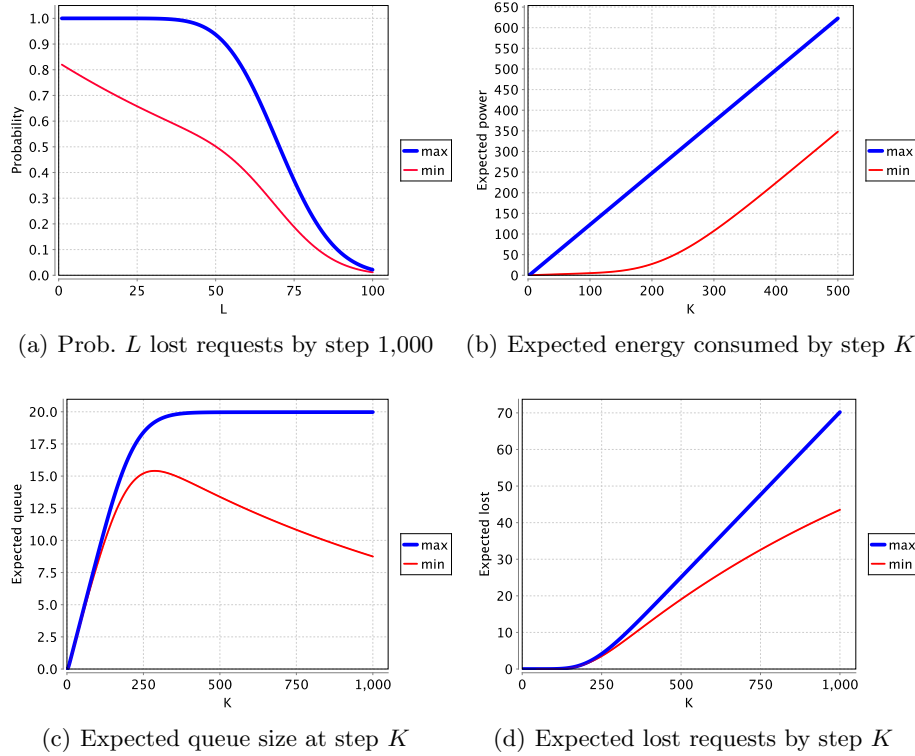 1.0
0.9
0.8
0.7
0.6
0.5
0.4
0.3
0.2
0.1
0.0
Probability
0 25 50 75 100
L
max
min
(a) Prob. L lost requests by step 1,000
650
600
550
500
450
400
350
300
250
200
150
100
50
0
Expected power
0 100 200 300 400 500
K
max
min
(b) Expected energy consumed by step K
20.0
17.5
15.0
12.5
10.0
7.5
5.0
2.5
0.0
Expected queue
0 250 500 750 1,000
K
max
min
(c) Expected queue size at step K
70
60
50
40
30
20
10
0
Expected lost
0 250 500 750 1,000
K
max
min
(d) Expected lost requests by step K